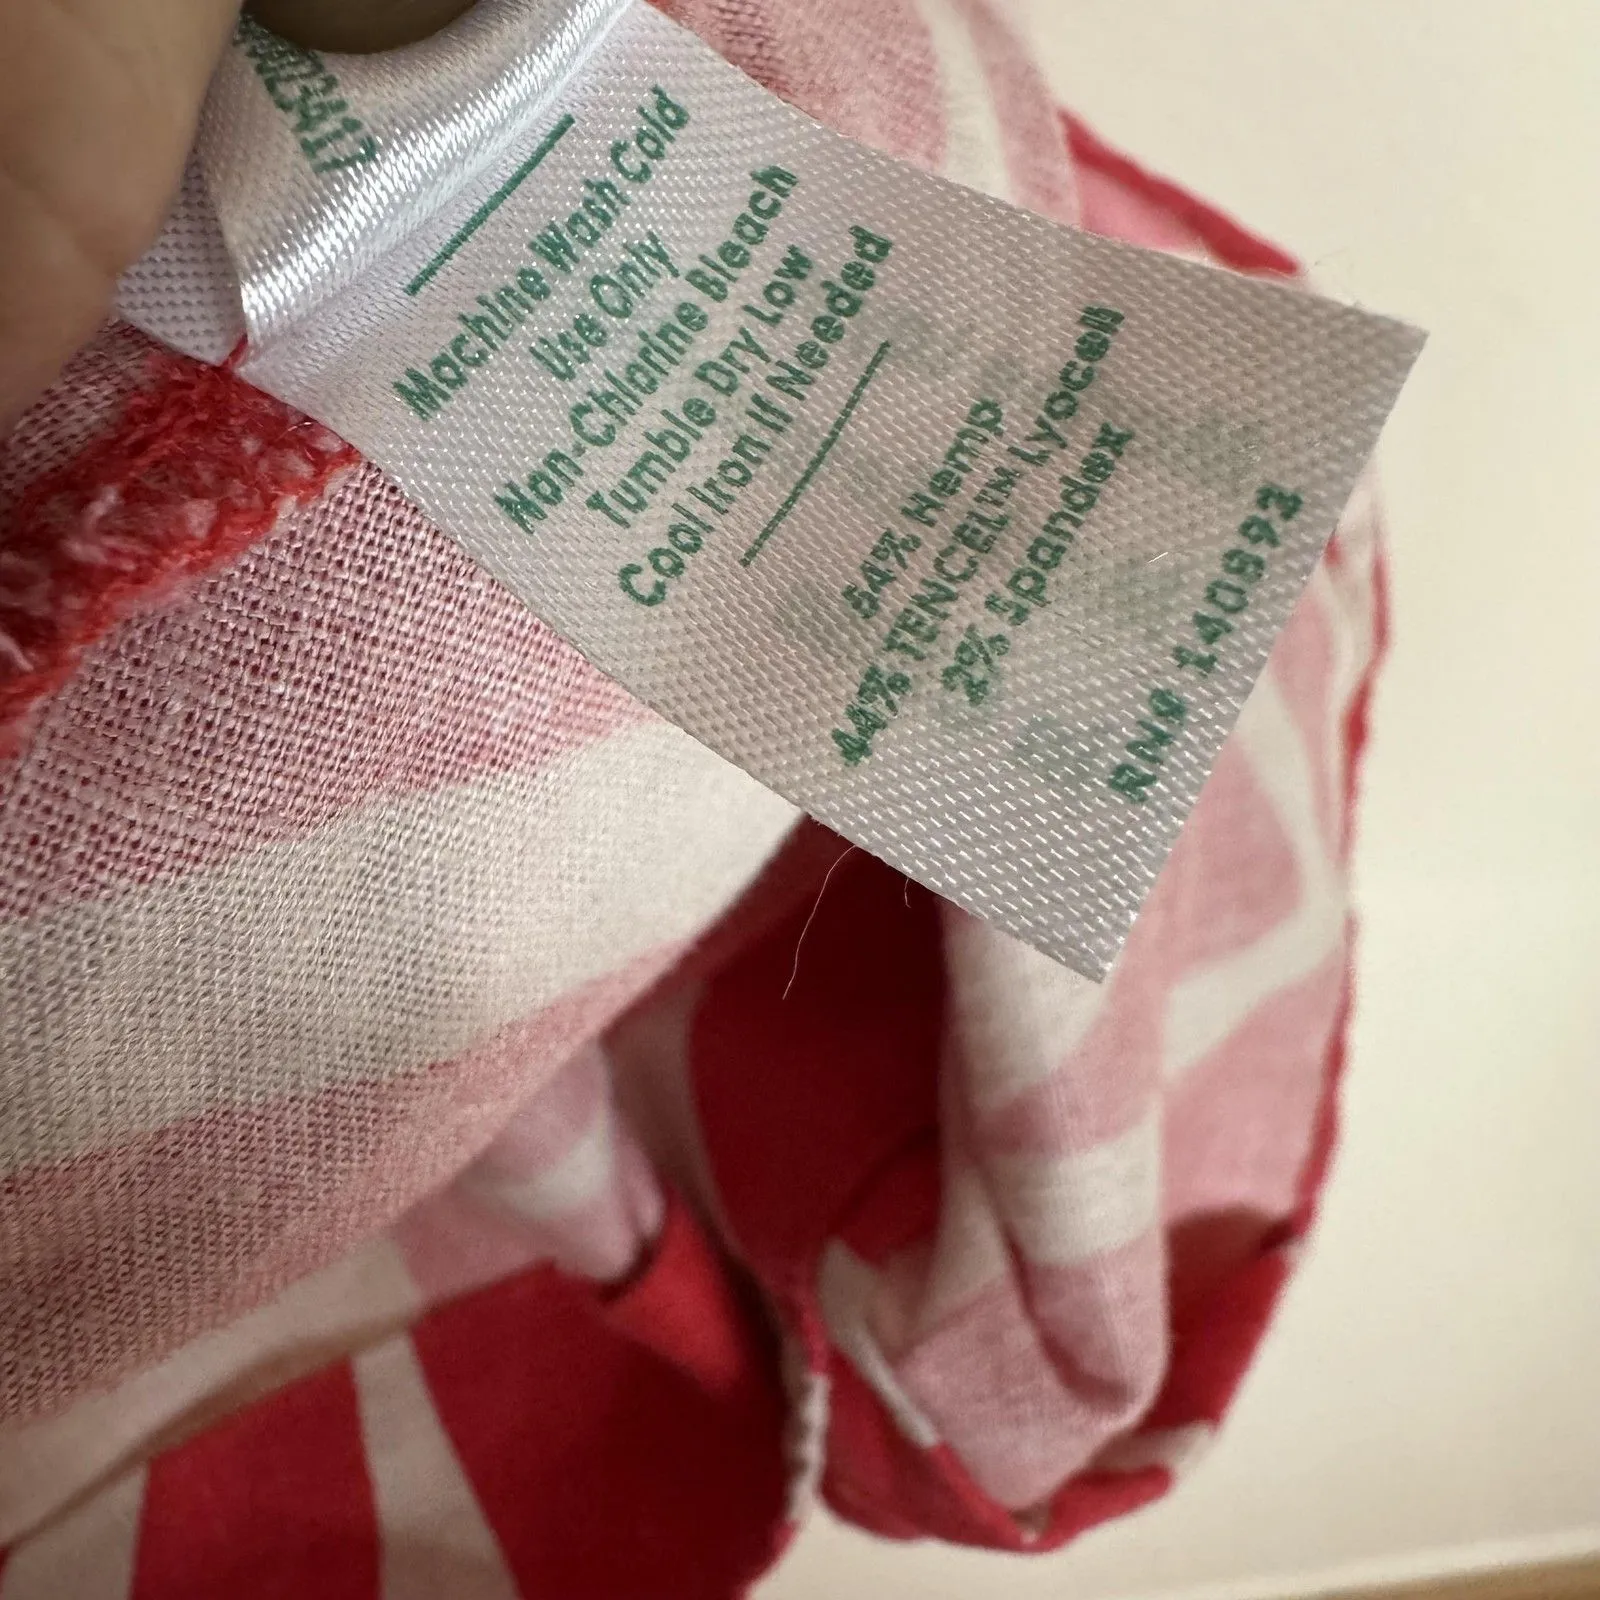 Machine Wash Cold
Use Only
Non-Chlorine Bleach
Tumble Dry Low
Cool Iron If Needed
54% Hemp
44% TENCEL™ Lyocell
2% Spandex
RN# 140893